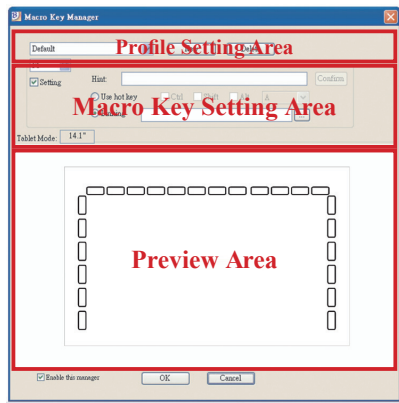 Macro Key Manager
Default
Profile Setting Area
Setting
Hint:
Confirm
Use hot key
Ctrl
Shift
Alt
A
Macro Key Setting Area
...
Tablet Mode: 14.1"
Preview Area
Enable this manager
OK
Cancel